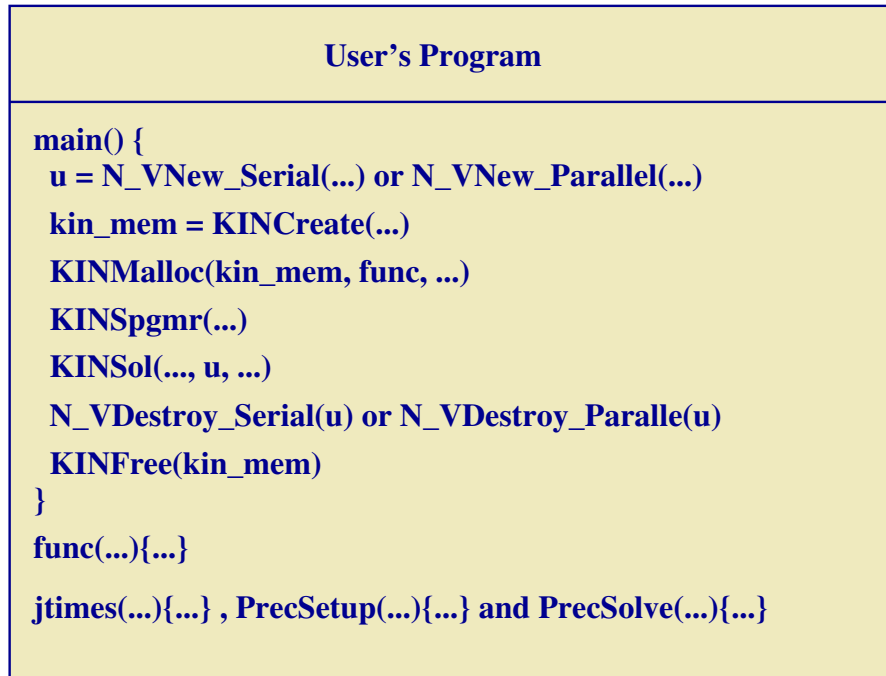 User's Program
main() {
u = N_VNew_Serial(...) or N_VNew_Parallel(...)
kin_mem = KINCreate(...)
KINMalloc(kin_mem, func, ...)
KINSpgmr(...)
KINSol(..., u, ...)
N_VDestroy_Serial(u) or N_VDestroy_Paralle(u)
KINFree(kin_mem)
}
func(...){...}
jtimes(...){...} , PrecSetup(...){...} and PrecSolve(...){...}